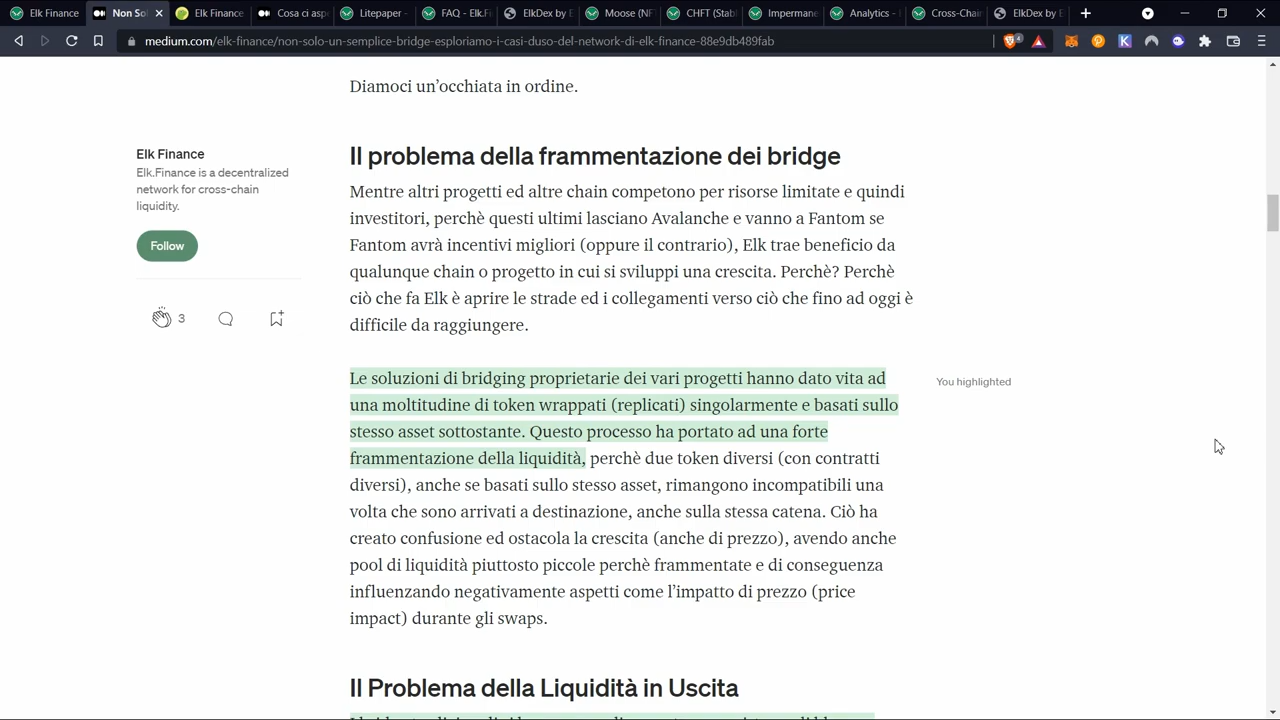 Elk Finance
Non So
Elk Finance
Cosa ci asp
Litepaper -
FAQ - Elk.Fi
ElkDex by E
Moose (NF
CHFT (Stab
Impermane
Analytics -
Cross-Chai
ElkDex by E
medium.com/elk-finance/non-solo-un-semplice-bridge-esploriamo-i-casi-duso-del-network-di-elk-finance-88e9db489fab
4
Diamoci un'occhiata in ordine.
Elk Finance
Elk.Finance is a decentralized
network for cross-chain
liquidity.
Follow
3
Il problema della frammentazione dei bridge
Mentre altri progetti ed altre chain competono per risorse limitate e quindi
investitori, perchè questi ultimi lasciano Avalanche e vanno a Fantom se
Fantom avrà incentivi migliori (oppure il contrario), Elk trae beneficio da
qualunque chain o progetto in cui si sviluppi una crescita. Perchè? Perchè
ciò che fa Elk è aprire le strade ed i collegamenti verso ciò che fino ad oggi è
difficile da raggiungere.
Le soluzioni di bridging proprietarie dei vari progetti hanno dato vita ad
una moltitudine di token wrappati (replicati) singolarmente e basati sullo
stesso asset sottostante. Questo processo ha portato ad una forte
frammentazione della liquidità, perchè due token diversi (con contratti
diversi), anche se basati sullo stesso asset, rimangono incompatibili una
volta che sono arrivati a destinazione, anche sulla stessa catena. Ciò ha
creato confusione ed ostacola la crescita (anche di prezzo), avendo anche
pool di liquidità piuttosto piccole perchè frammentate e di conseguenza
influenzando negativamente aspetti come l'impatto di prezzo (price
impact) durante gli swaps.
You highlighted
Il Problema della Liquidità in Uscita